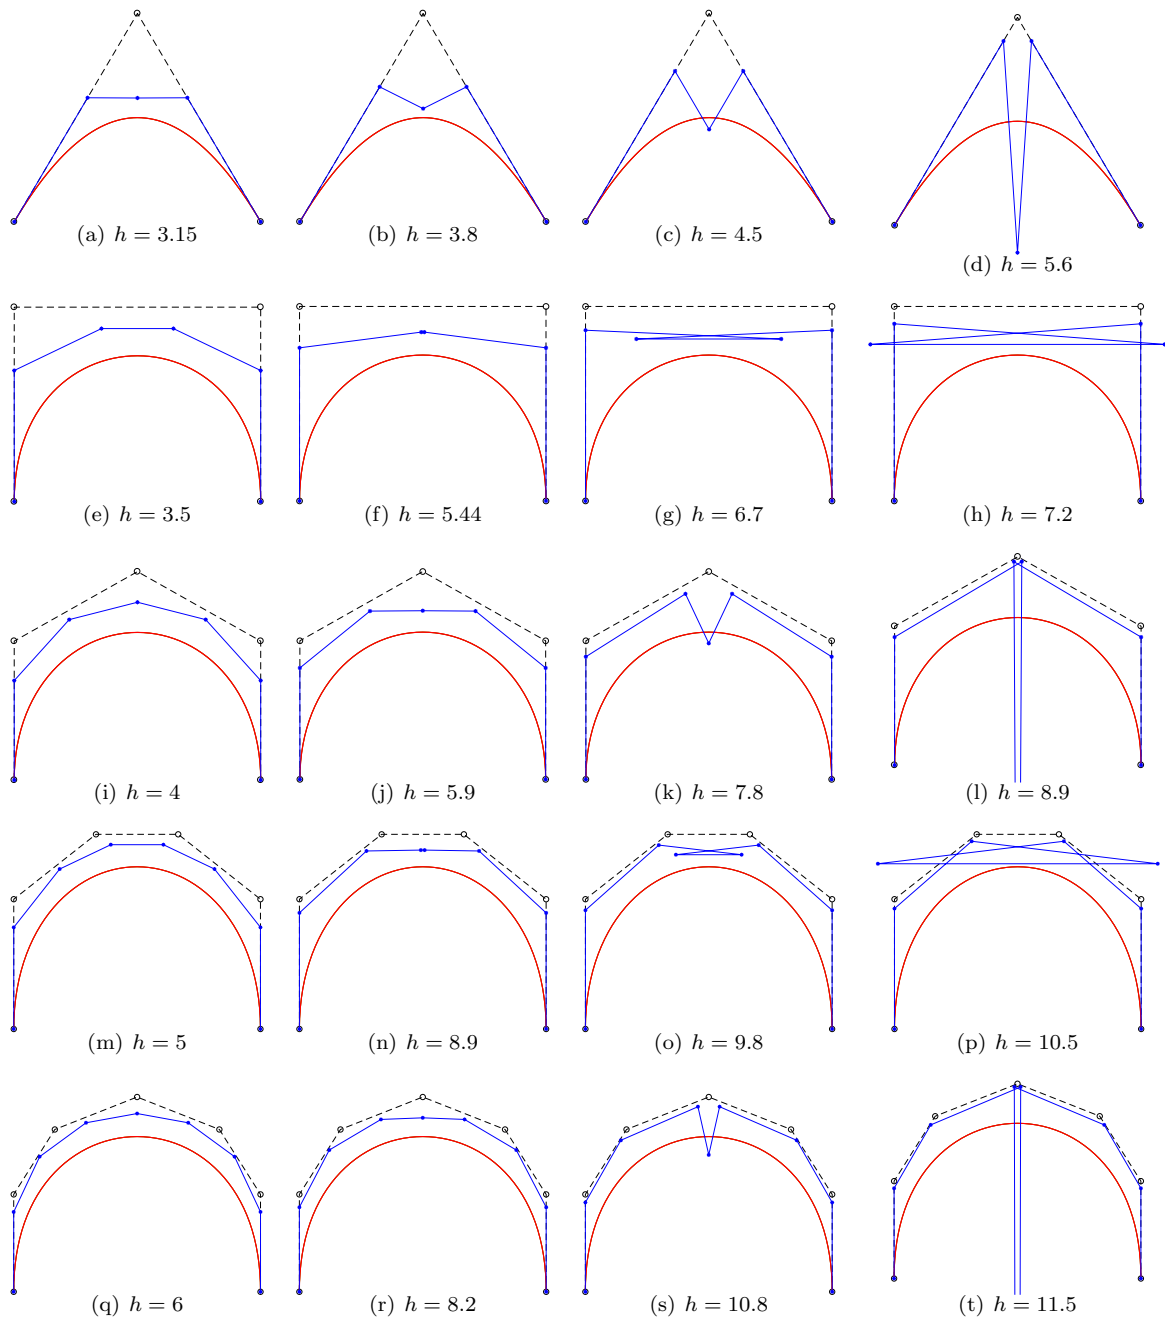 (a) h = 3.15
(b) h = 3.8
(c) h = 4.5
(d) h = 5.6
(e) h = 3.5
(f) h = 5.44
(g) h = 6.7
(h) h = 7.2
(i) h = 4
(j) h = 5.9
(k) h = 7.8
(l) h = 8.9
(m) h = 5
(n) h = 8.9
(o) h = 9.8
(p) h = 10.5
(q) h = 6
(r) h = 8.2
(s) h = 10.8
(t) h = 11.5